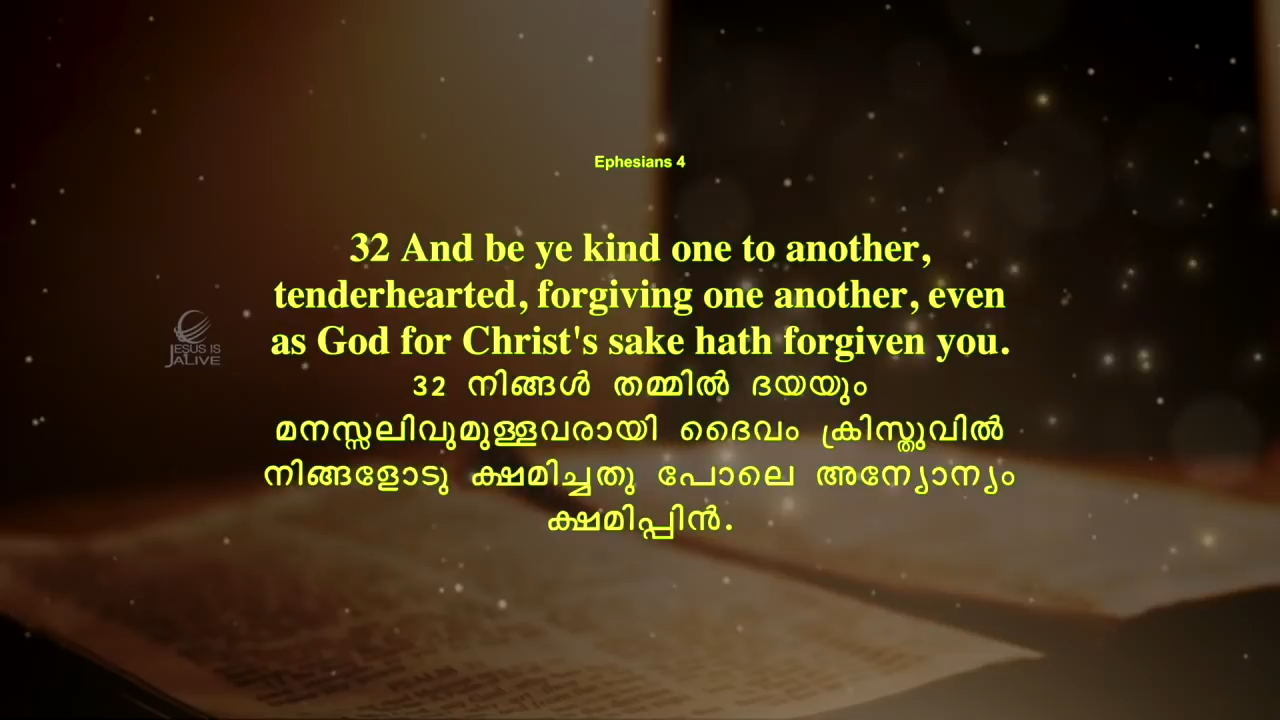 Ephesians 4
32 And be ye kind one to another,
tenderhearted, forgiving one another, even
as God for Christ's sake hath forgiven you.
32 നിങ്ങൾ തമ്മിൽ ദയയും
മനസ്സലിവുമുള്ളവരായി ദൈവം ക്രിസ്തുവിൽ
നിങ്ങളോടു ക്ഷമിച്ചതു പോലെ അന്യോന്യം
ക്ഷമിപ്പിൻ.
JESUS IS
ALIVE